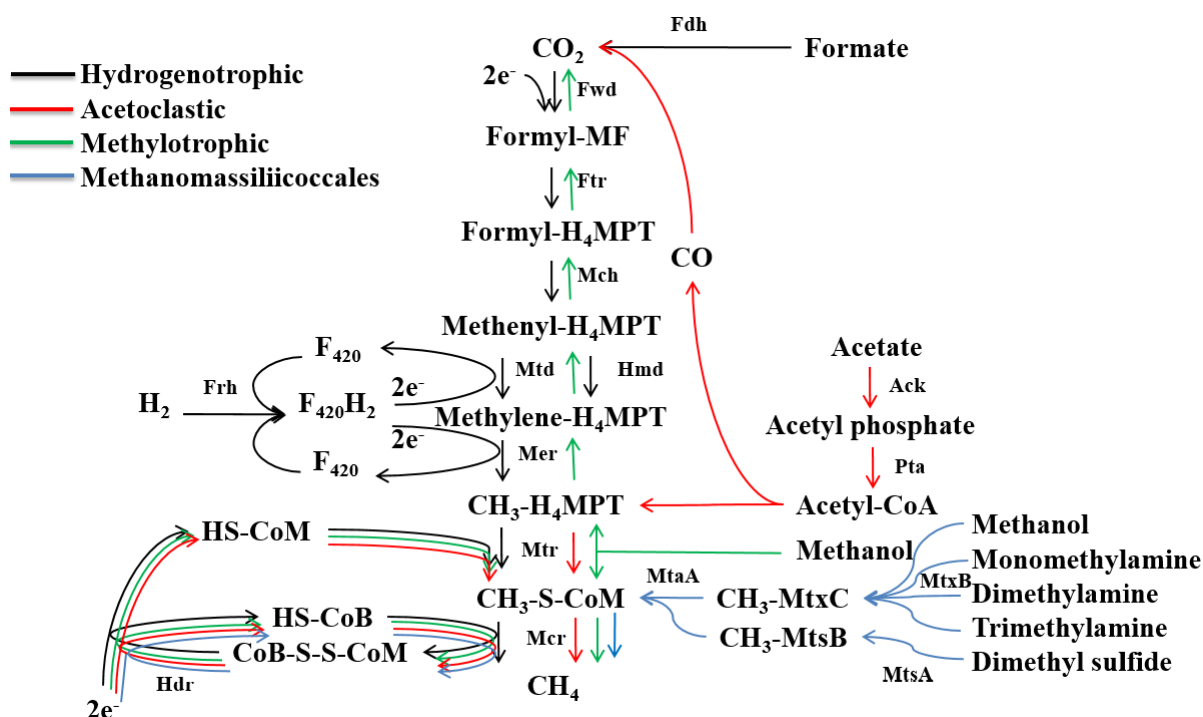 Fdh
CO₂
Formate
Hydrogenotrophic
2e⁻
Fwd
Acetoclastic
Formyl-MF
Methylotrophic
Ftr
Methanomassiliicoccales
Formyl-H₄MPT
CO
Mch
Methenyl-H₄MPT
Acetate
F₄₂₀
Mtd
Hmd
Ack
Frh
2e⁻
H₂
F₄₂₀H₂
Methylene-H₄MPT
Acetyl phosphate
2e⁻
Mer
F₄₂₀
Pta
CH₃-H₄MPT
Acetyl-CoA
HS-CoM
Methanol
Mtr
Methanol
Monomethylamine
MtaA
MtxB
CH₃-S-CoM
CH₃-MtxC
Dimethylamine
HS-CoB
Trimethylamine
Mcr
CH₃-MtsB
CoB-S-S-CoM
Dimethyl sulfide
Hdr
MtsA
CH₄
2e⁻